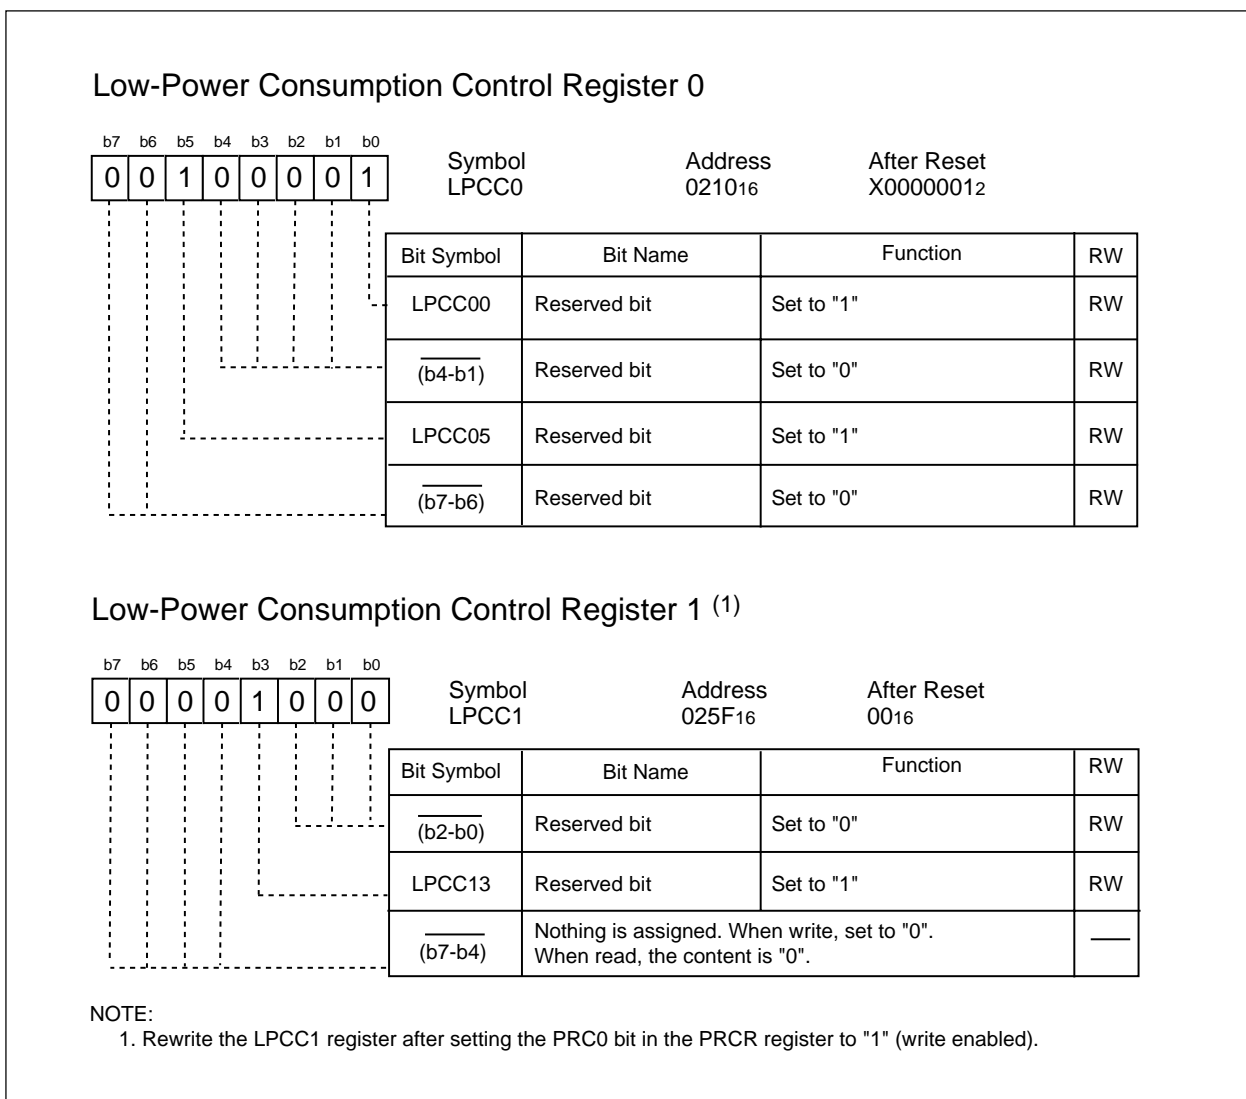 Low-Power Consumption Control Register 0
b7 b6 b5 b4 b3 b2 b1 b0
0 0 1 0 0 0 0 1
Symbol Address After Reset
LPCC0 021016 X00000012
Bit Symbol Bit Name Function RW
LPCC00 Reserved bit Set to "1" RW
(b4-b1) Reserved bit Set to "0" RW
LPCC05 Reserved bit Set to "1" RW
(b7-b6) Reserved bit Set to "0" RW
Low-Power Consumption Control Register 1 (1)
b7 b6 b5 b4 b3 b2 b1 b0
0 0 0 0 1 0 0 0
Symbol Address After Reset
LPCC1 025F16 0016
Bit Symbol Bit Name Function RW
(b2-b0) Reserved bit Set to "0" RW
LPCC13 Reserved bit Set to "1" RW
(b7-b4) Nothing is assigned. When write, set to "0".
When read, the content is "0".
NOTE:
1. Rewrite the LPCC1 register after setting the PRC0 bit in the PRCR register to "1" (write enabled).